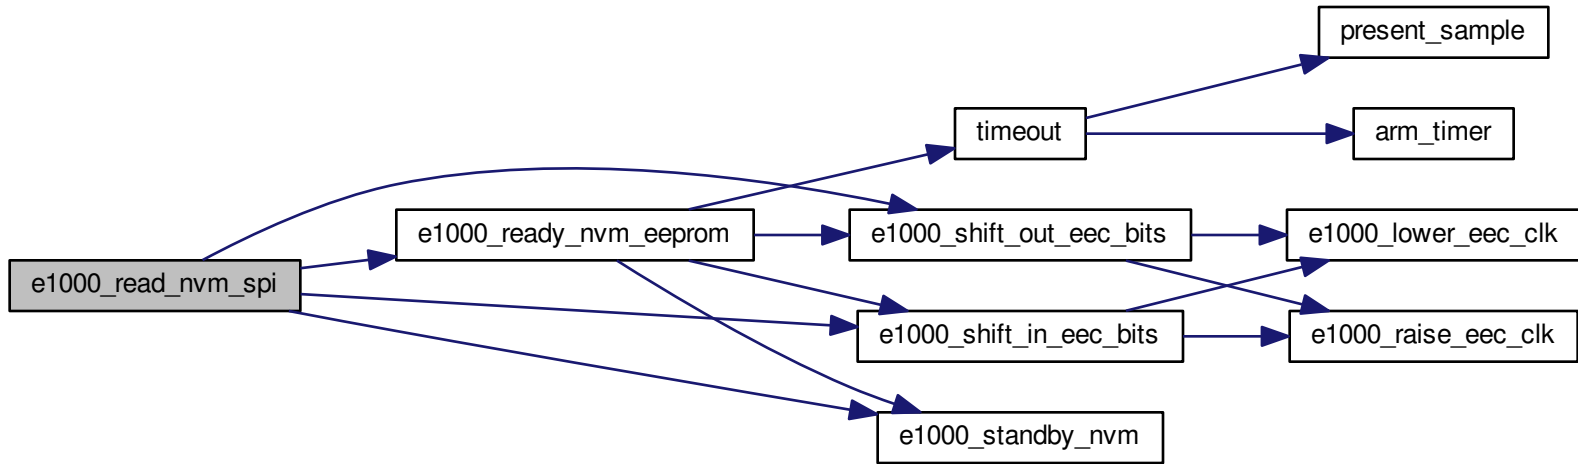 present_sample
timeout
arm_timer
e1000_ready_nvm_eeprom
e1000_shift_out_eec_bits
e1000_lower_eec_clk
e1000_read_nvm_spi
e1000_shift_in_eec_bits
e1000_raise_eec_clk
e1000_standby_nvm